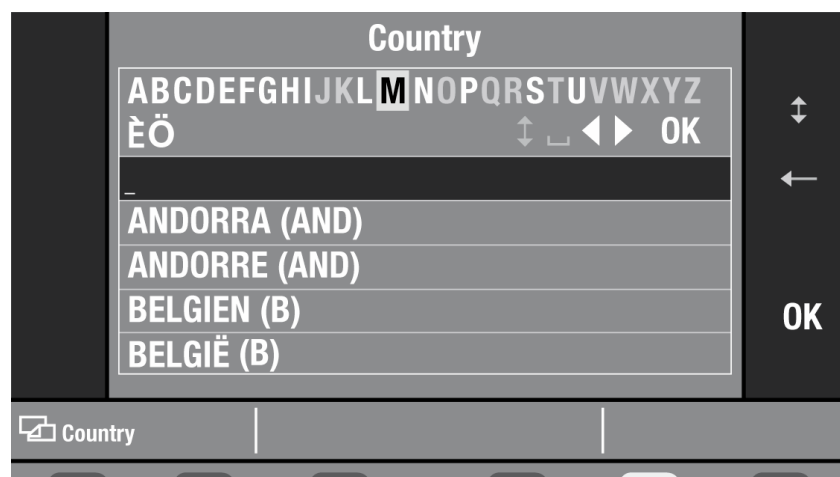 Country
ABCDEFGHIJKLMNOPQRSTUVWXYZ
ÈÖ OK
_
ANDORRA (AND)
ANDORRE (AND)
BELGIEN (B)
BELGIË (B)
OK
Country